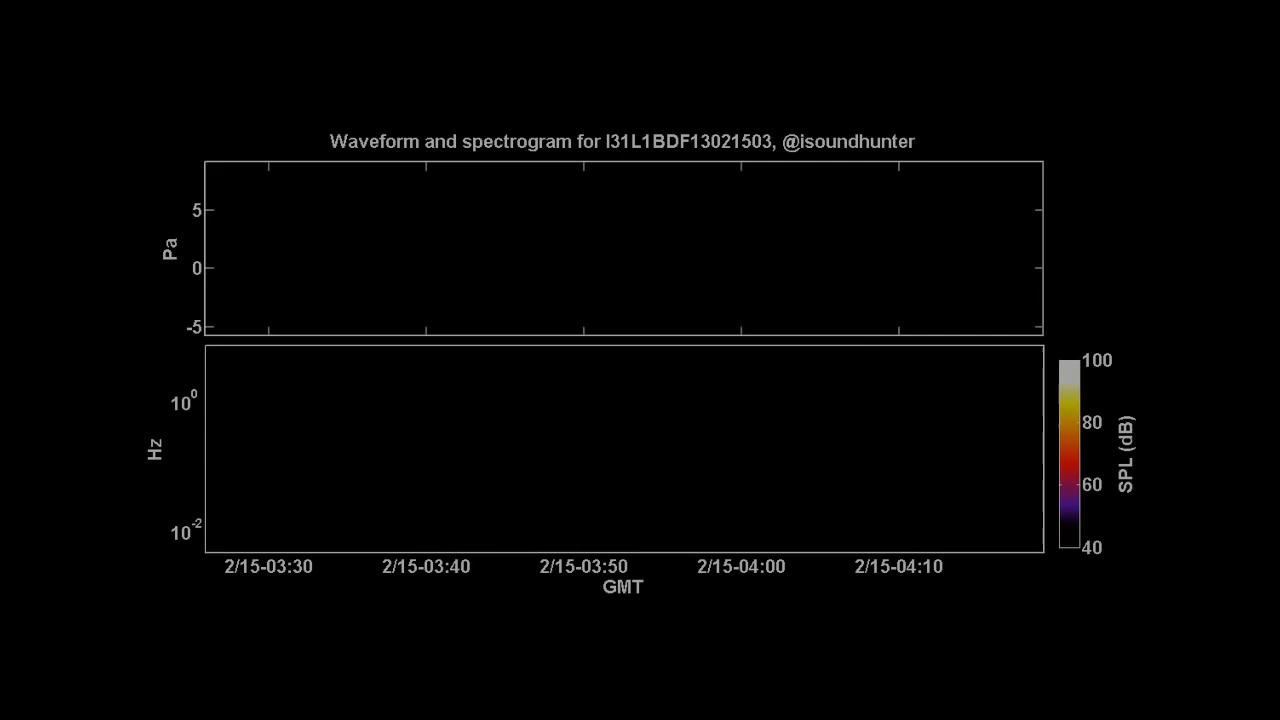 Waveform and spectrogram for I31L1BDF13021503, @isoundhunter
5
0
-5
Pa
10^0
10^-2
Hz
2/15-03:30 2/15-03:40 2/15-03:50 2/15-04:00 2/15-04:10
GMT
100
80
60
40
SPL (dB)